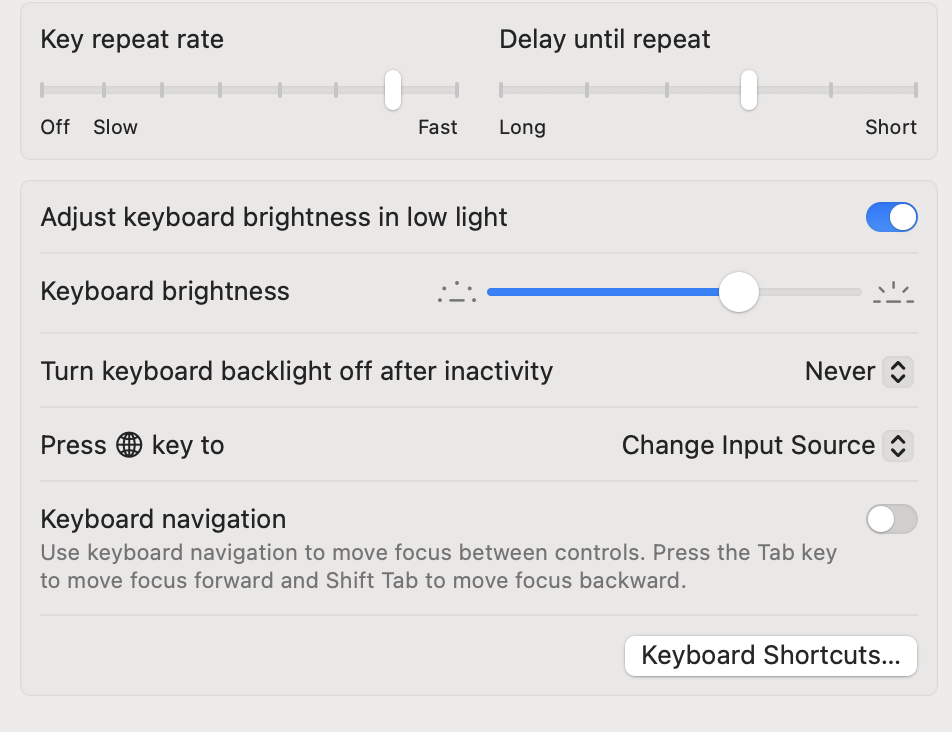 Key repeat rate
Delay until repeat
Off Slow Fast
Long Short
Adjust keyboard brightness in low light
Keyboard brightness
Turn keyboard backlight off after inactivity Never
Press key to Change Input Source
Keyboard navigation
Use keyboard navigation to move focus between controls. Press the Tab key
to move focus forward and Shift Tab to move focus backward.
Keyboard Shortcuts...